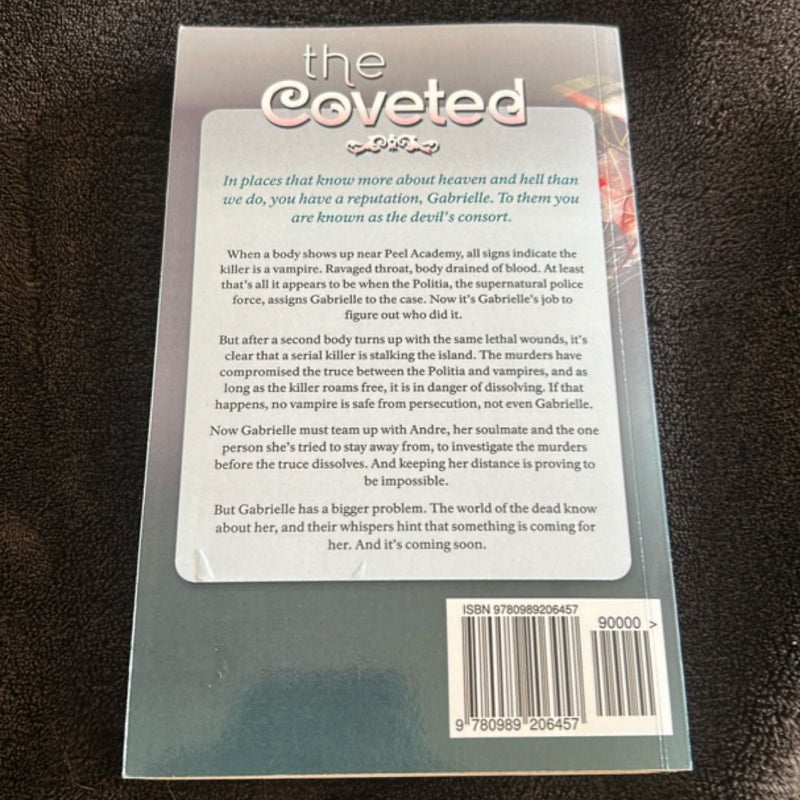 the
Coveted
In places that know more about heaven and hell than
we do, you have a reputation, Gabrielle. To them you
are known as the devil's consort.
When a body shows up near Peel Academy, all signs indicate the
killer is a vampire. Ravaged throat, body drained of blood. At least
that's all it appears to be when the Politia, the supernatural police
force, assigns Gabrielle to the case. Now it's Gabrielle's job to
figure out who did it.
But after a second body turns up with the same lethal wounds, it's
clear that a serial killer is stalking the island. The murders have
compromised the truce between the Politia and vampires, and as
long as the killer roams free, it is in danger of dissolving. If that
happens, no vampire is safe from persecution, not even Gabrielle.
Now Gabrielle must team up with Andre, her soulmate and the one
person she's tried to stay away from, to investigate the murders
before the truce dissolves. And keeping her distance is proving to
be impossible.
But Gabrielle has a bigger problem. The world of the dead know
about her, and their whispers hint that something is coming for
her. And it's coming soon.
ISBN 9780989206457
90000 >
9 780989 206457